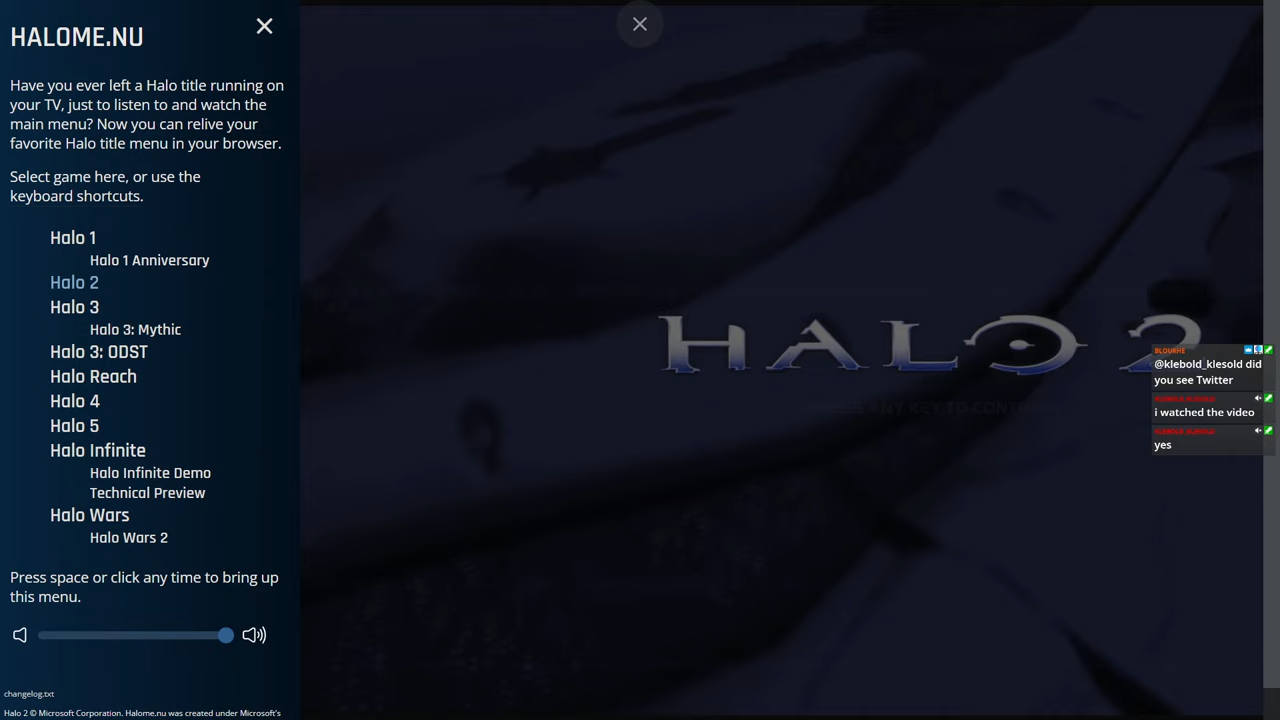 HALOME.NU
Have you ever left a Halo title running on
your TV, just to listen to and watch the
main menu? Now you can relive your
favorite Halo title menu in your browser.
Select game here, or use the
keyboard shortcuts.
Halo 1
Halo 1 Anniversary
Halo 2
Halo 3
Halo 3: Mythic
Halo 3: ODST
Halo Reach
Halo 4
Halo 5
Halo Infinite
Halo Infinite Demo
Technical Preview
Halo Wars
Halo Wars 2
Press space or click any time to bring up
this menu.
changelog.txt
Halo 2 © Microsoft Corporation. Halome.nu was created under Microsoft's
HALO 2
ANY KEY TO CONT
BLOURHE
@klebold_klesold did
you see Twitter
i watched the video
yes